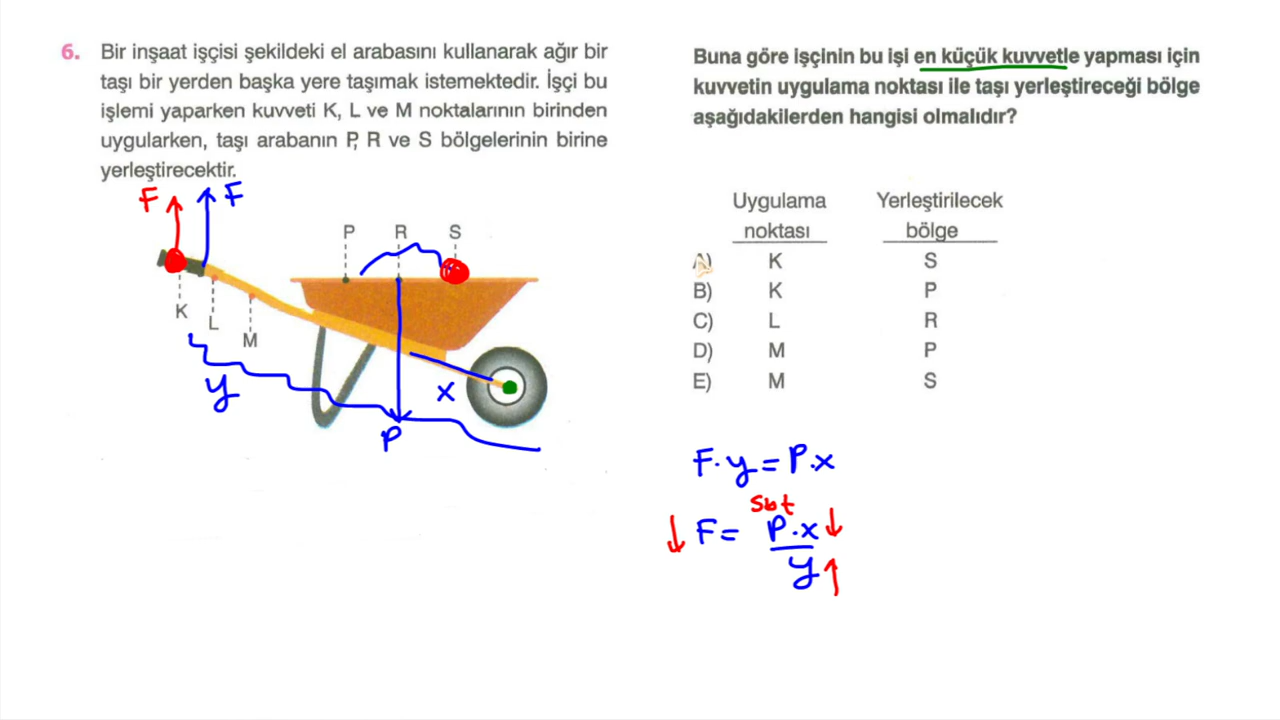 6. Bir inşaat işçisi şekildeki el arabasını kullanarak ağır bir
taşı bir yerden başka yere taşımak istemektedir. İşçi bu
işlemi yaparken kuvveti K, L ve M noktalarının birinden
uygularken, taşı arabanın P, R ve S bölgelerinin birine
yerleştirecektir.
F F
P R S
K
L
M
y
x
P
Buna göre işçinin bu işi en küçük kuvvetle yapması için
kuvvetin uygulama noktası ile taşı yerleştireceği bölge
aşağıdakilerden hangisi olmalıdır?
Uygulama Yerleştirilecek
noktası bölge
A) K S
B) K P
C) L R
D) M P
E) M S
F.y=P.x
Sbt
↓ F= P.x ↓
y ↑